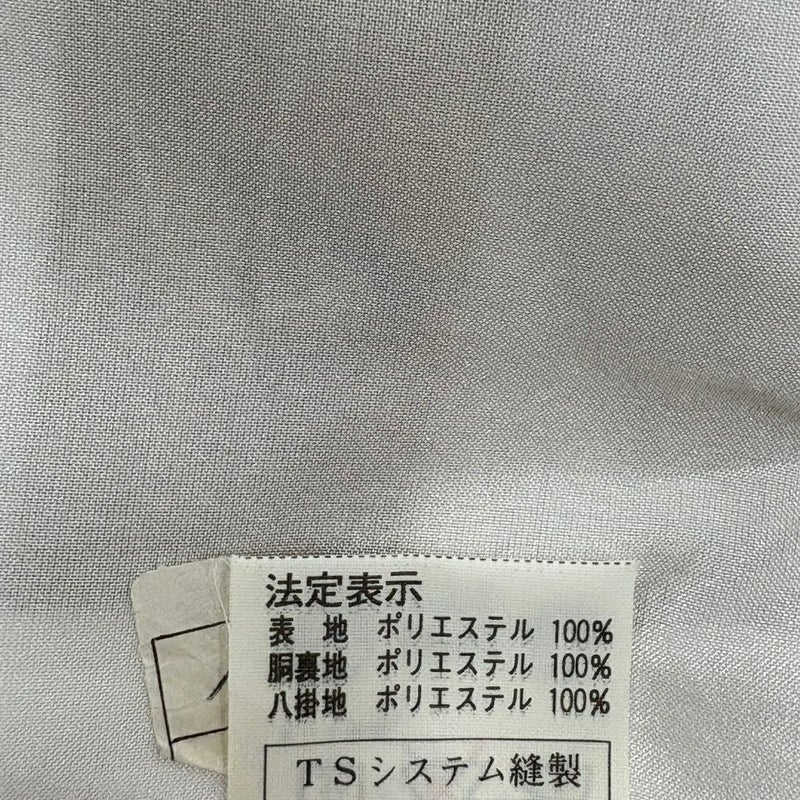 法定表示
表　地　ポリエステル 100%
胴裏地　ポリエステル 100%
八掛地　ポリエステル 100%
TSシステム縫製